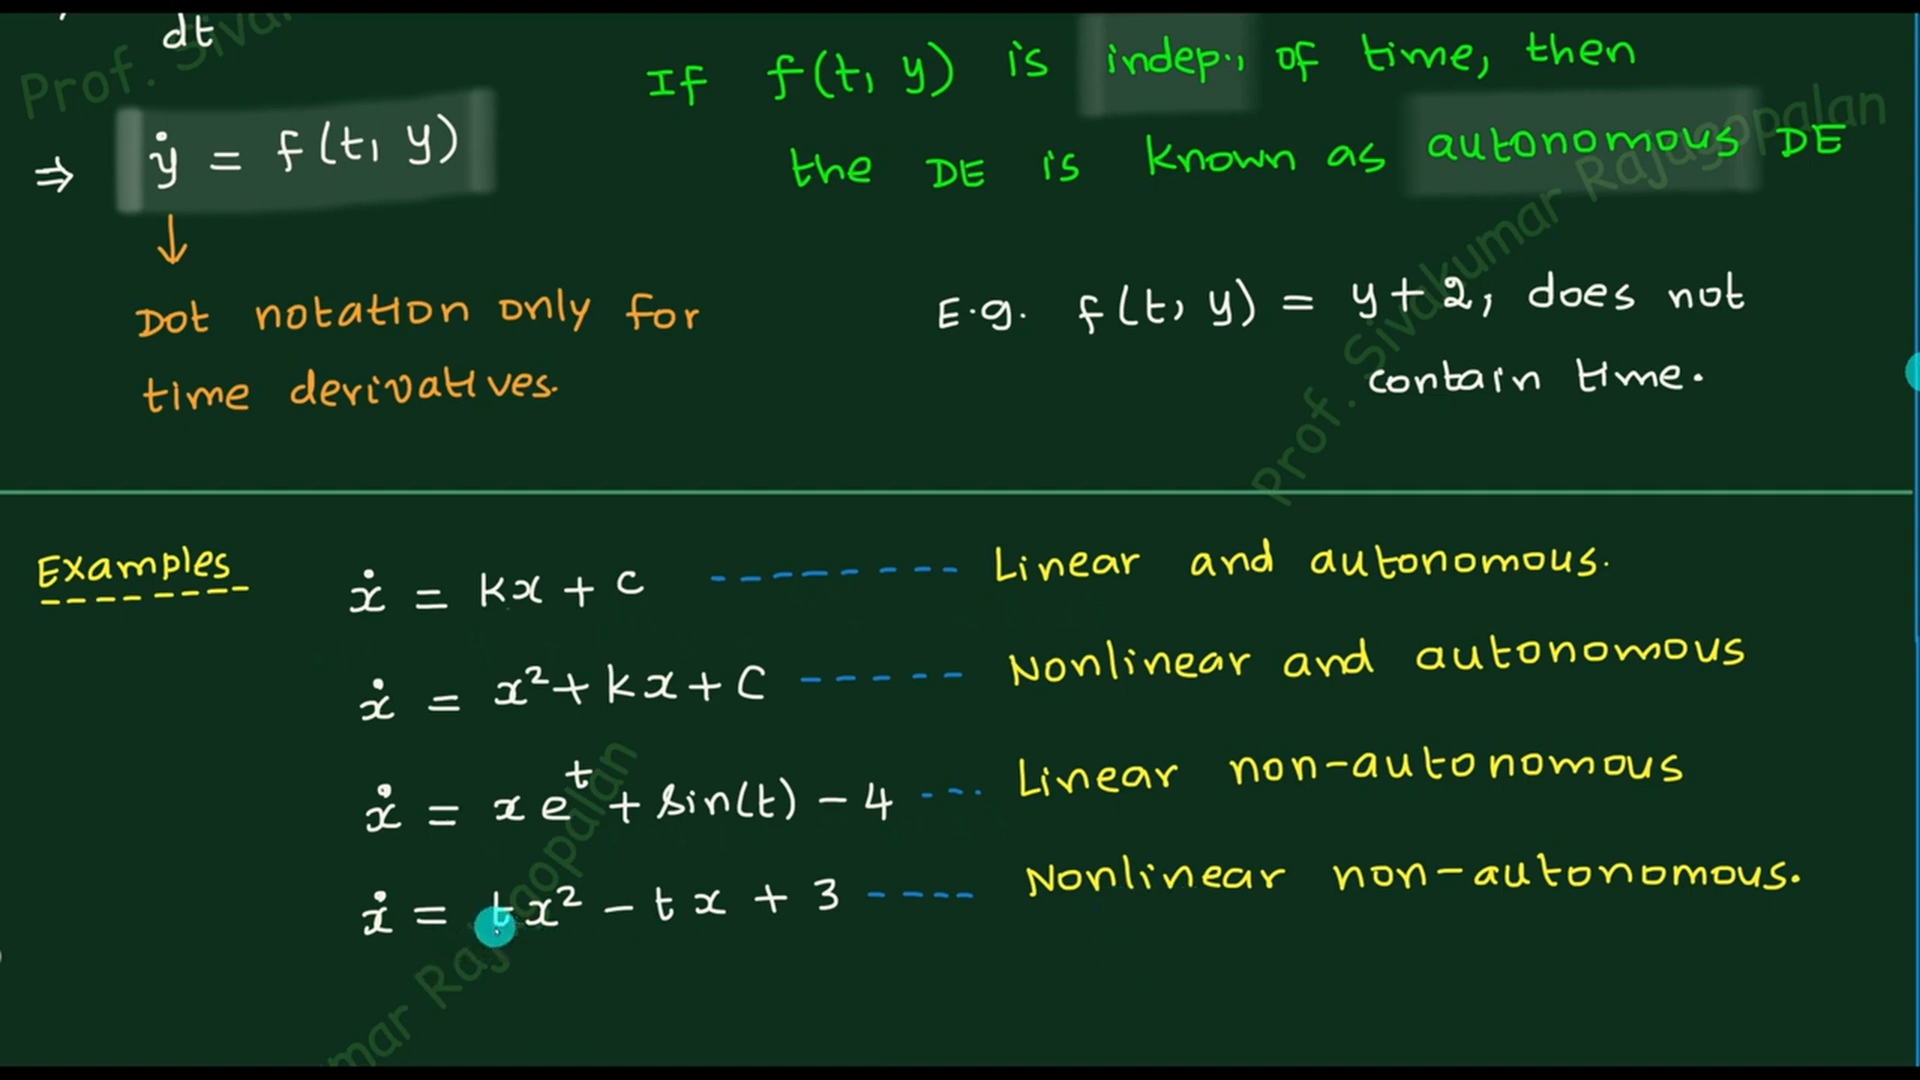 dt
If f(t, y) is indep., of time, then
⇒ ẏ = f(t, y)
the DE is known as autonomous DE
↓
Dot notation only for
time derivatives.
E.g. f(t, y) = y + 2, does not
contain time.
Examples
ẋ = kx + c -------- Linear and autonomous.
ẋ = x² + kx + C ----- Nonlinear and autonomous
ẋ = x eᵗ + sin(t) − 4 --- Linear non-autonomous
ẋ = tx² − tx + 3 ---- Nonlinear non-autonomous.
Prof. Sivakumar Rajagopalan